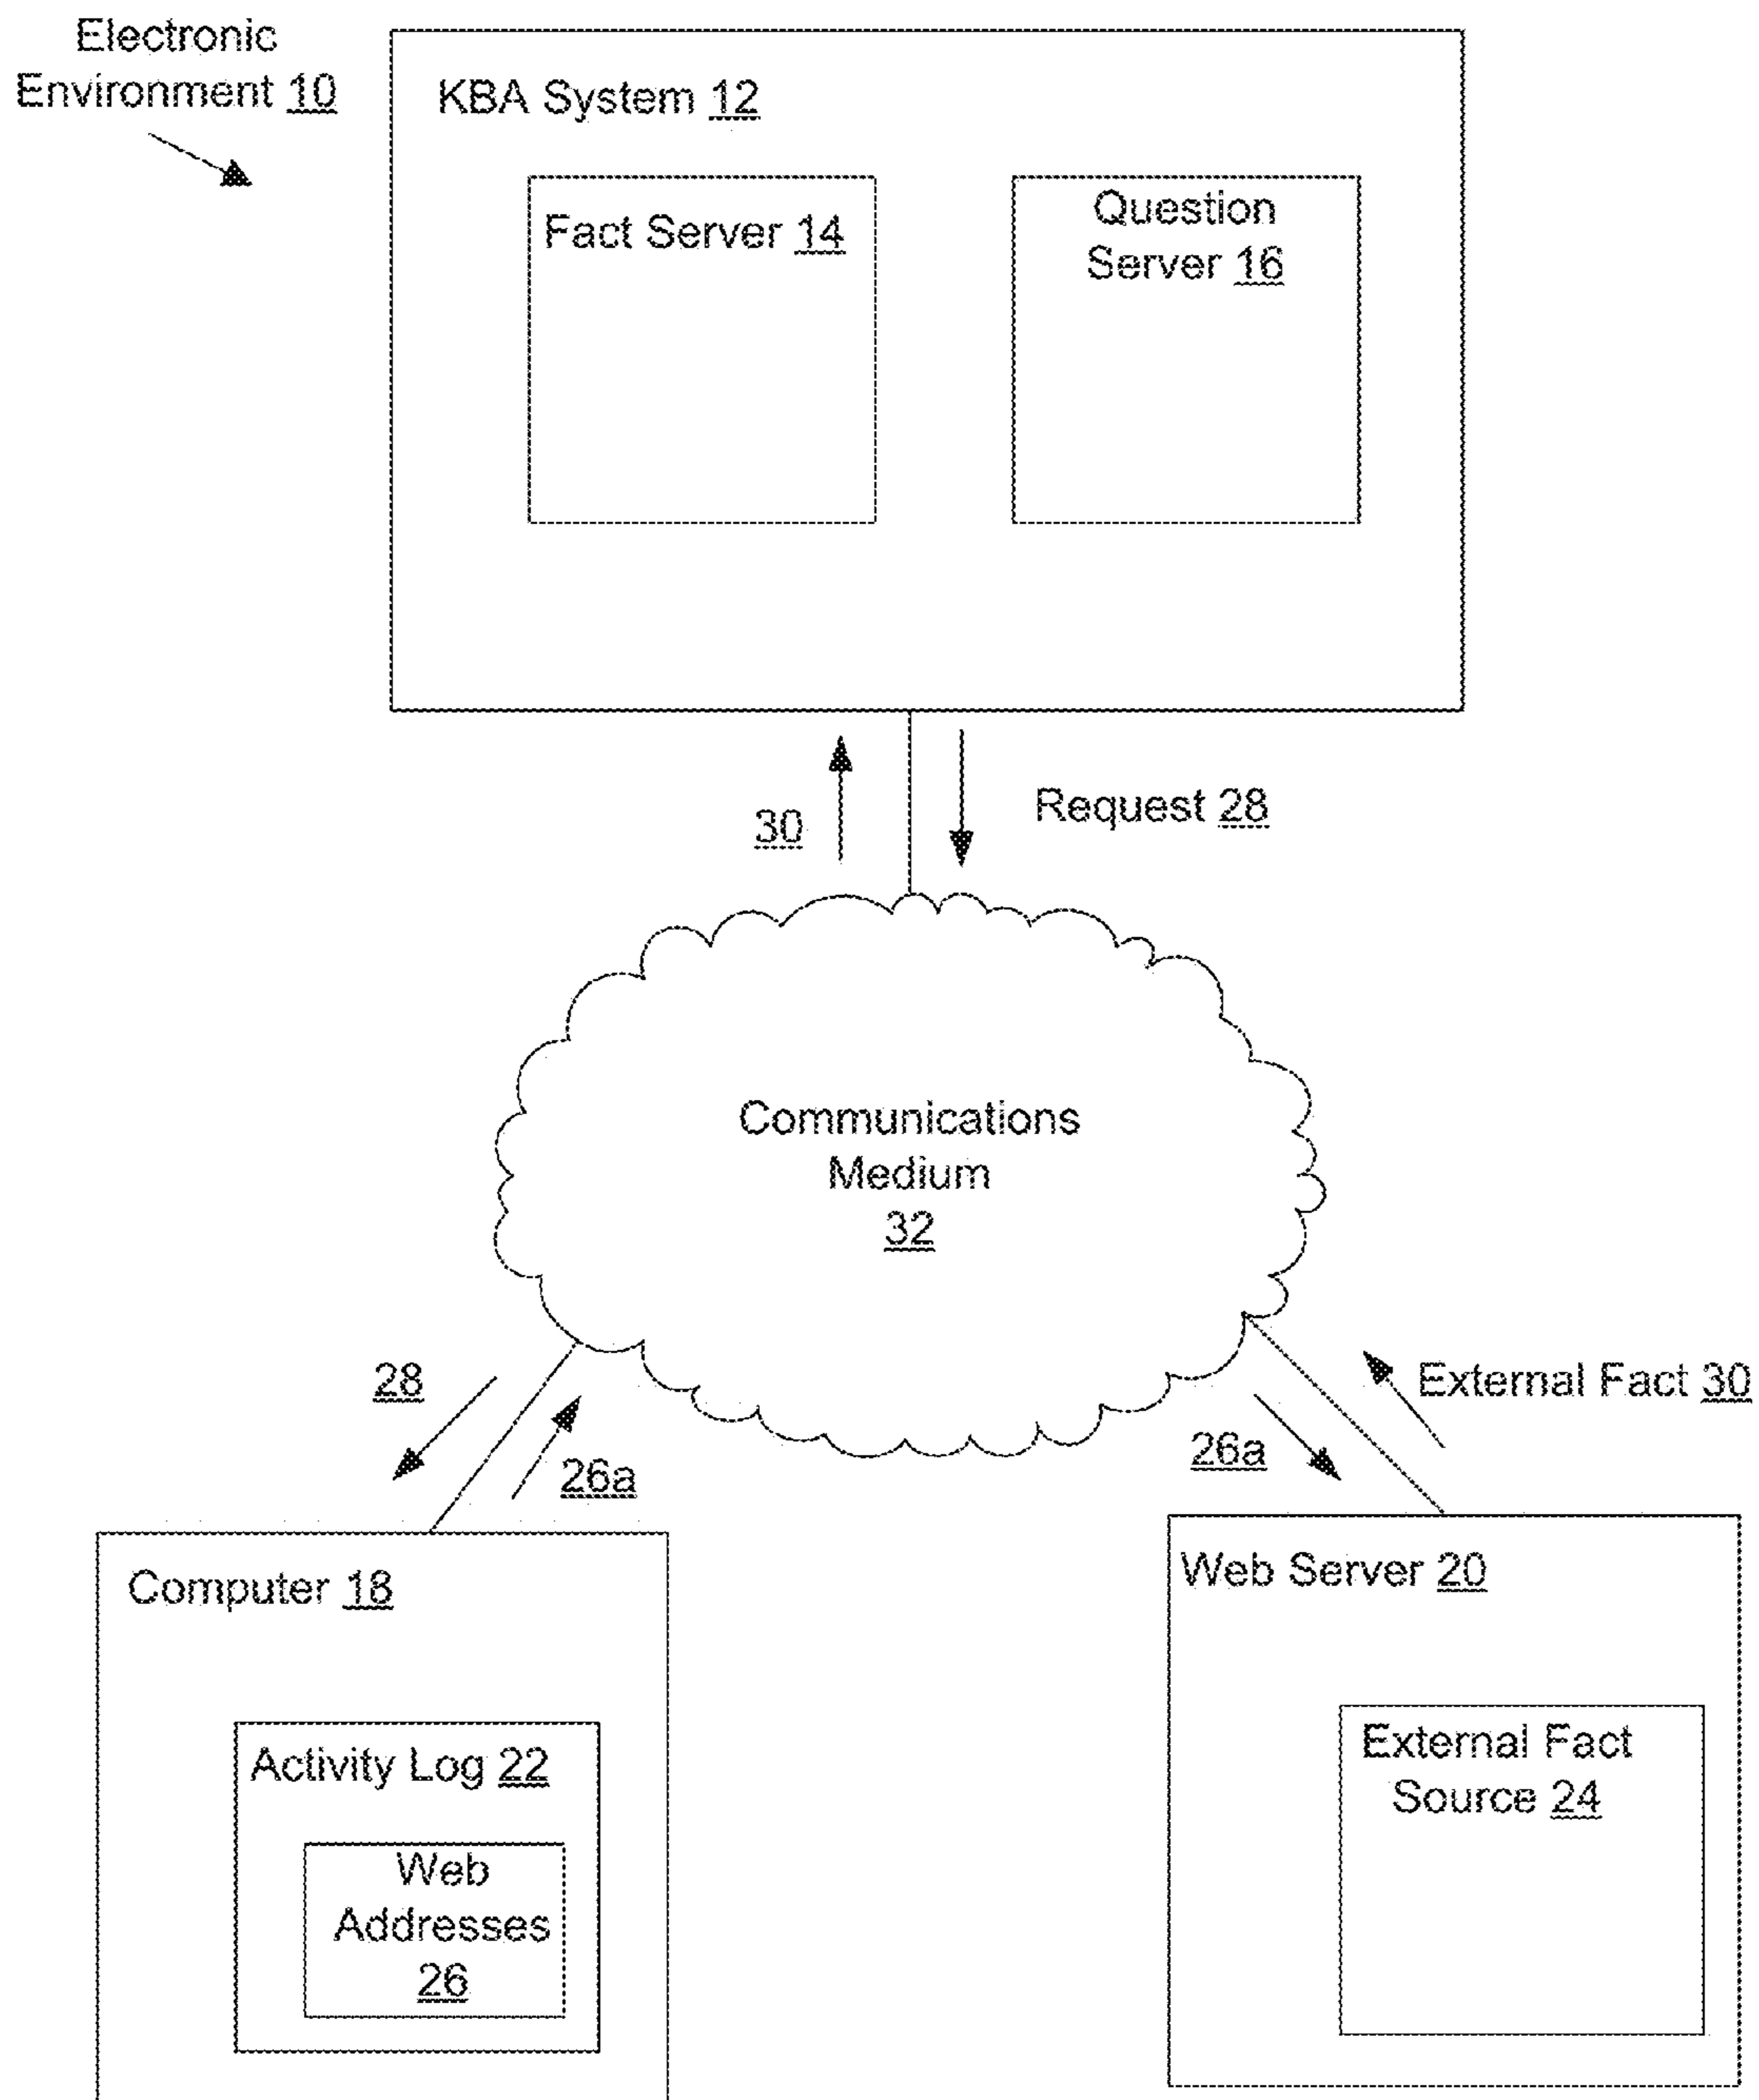 Electronic
Environment 10
KBA System 12
Fact Server 14
Question
Server 16
30
Request 28
Communications
Medium
32
28
26a
26a
External Fact 30
Computer 18
Activity Log 22
Web
Addresses
26
Web Server 20
External Fact
Source 24